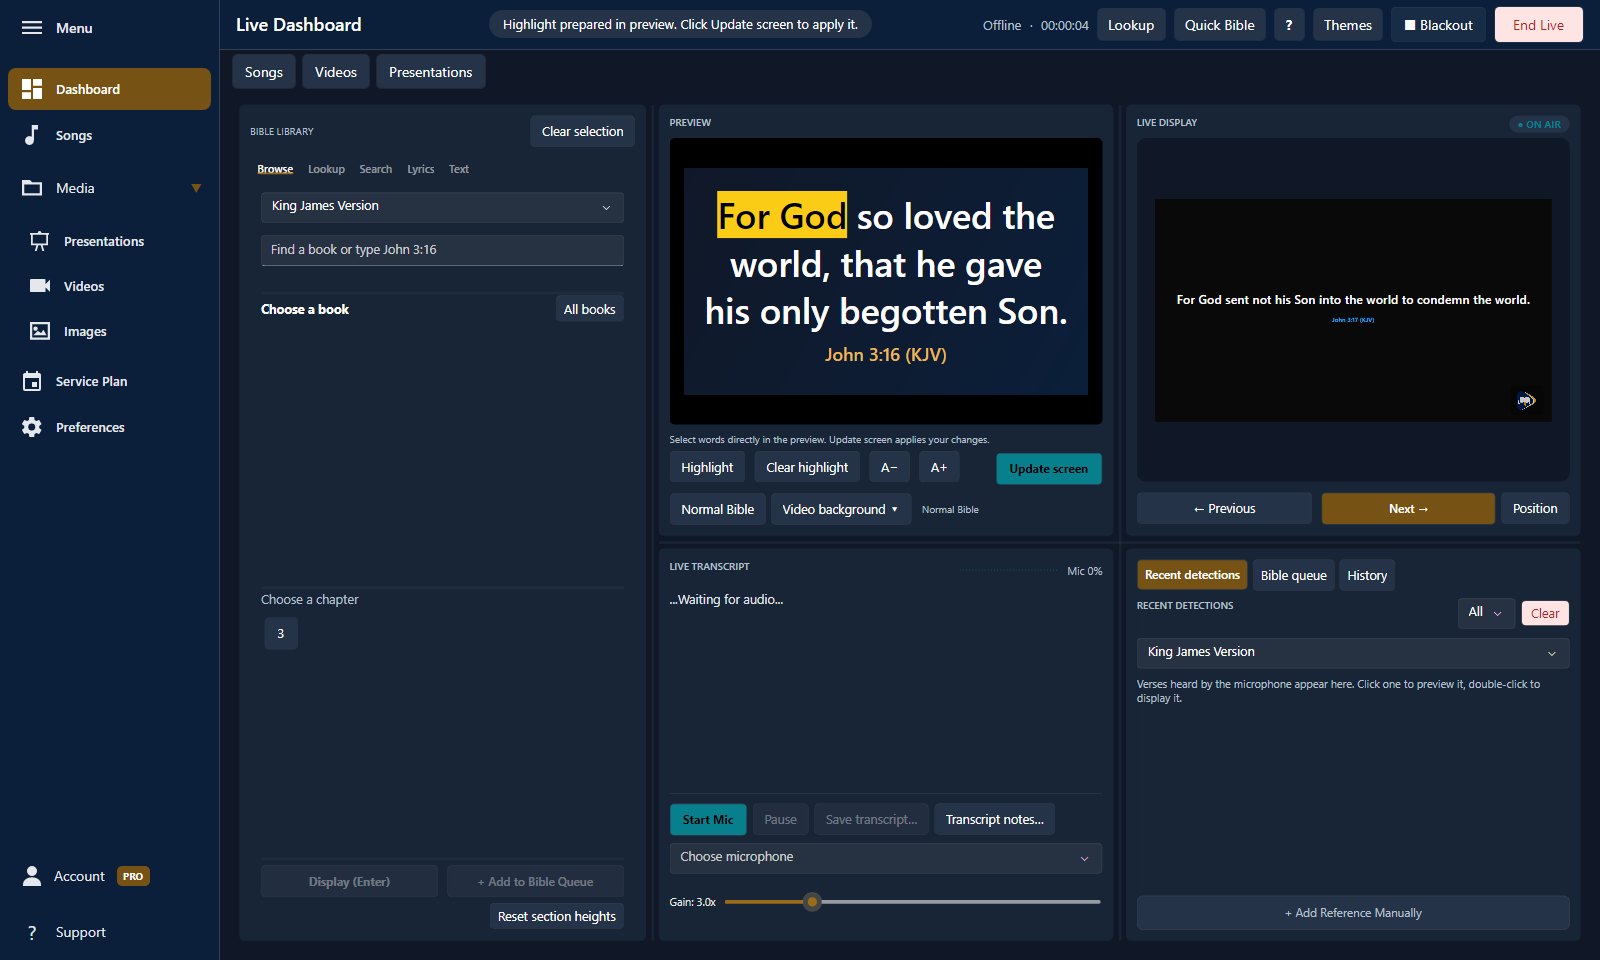 Menu
Live Dashboard
Highlight prepared in preview. Click Update screen to apply it.
Offline · 00:00:04
Lookup
Quick Bible
?
Themes
Blackout
End Live
Dashboard
Songs
Media
Presentations
Videos
Images
Service Plan
Preferences
Account PRO
? Support
Songs
Videos
Presentations
BIBLE LIBRARY
Clear selection
Browse Lookup Search Lyrics Text
King James Version
Find a book or type John 3:16
Choose a book
All books
Choose a chapter
3
Display (Enter)
+ Add to Bible Queue
Reset section heights
PREVIEW
For God so loved the
world, that he gave
his only begotten Son.
John 3:16 (KJV)
Select words directly in the preview. Update screen applies your changes.
Highlight
Clear highlight
A−
A+
Update screen
Normal Bible
Video background ▾
Normal Bible
LIVE TRANSCRIPT
Mic 0%
...Waiting for audio...
Start Mic
Pause
Save transcript...
Transcript notes...
Choose microphone
Gain: 3.0x
LIVE DISPLAY
• ON AIR
For God sent not his Son into the world to condemn the world.
John 3:17 (KJV)
← Previous
Next →
Position
Recent detections
Bible queue
History
RECENT DETECTIONS
All
Clear
King James Version
Verses heard by the microphone appear here. Click one to preview it, double-click to
display it.
+ Add Reference Manually